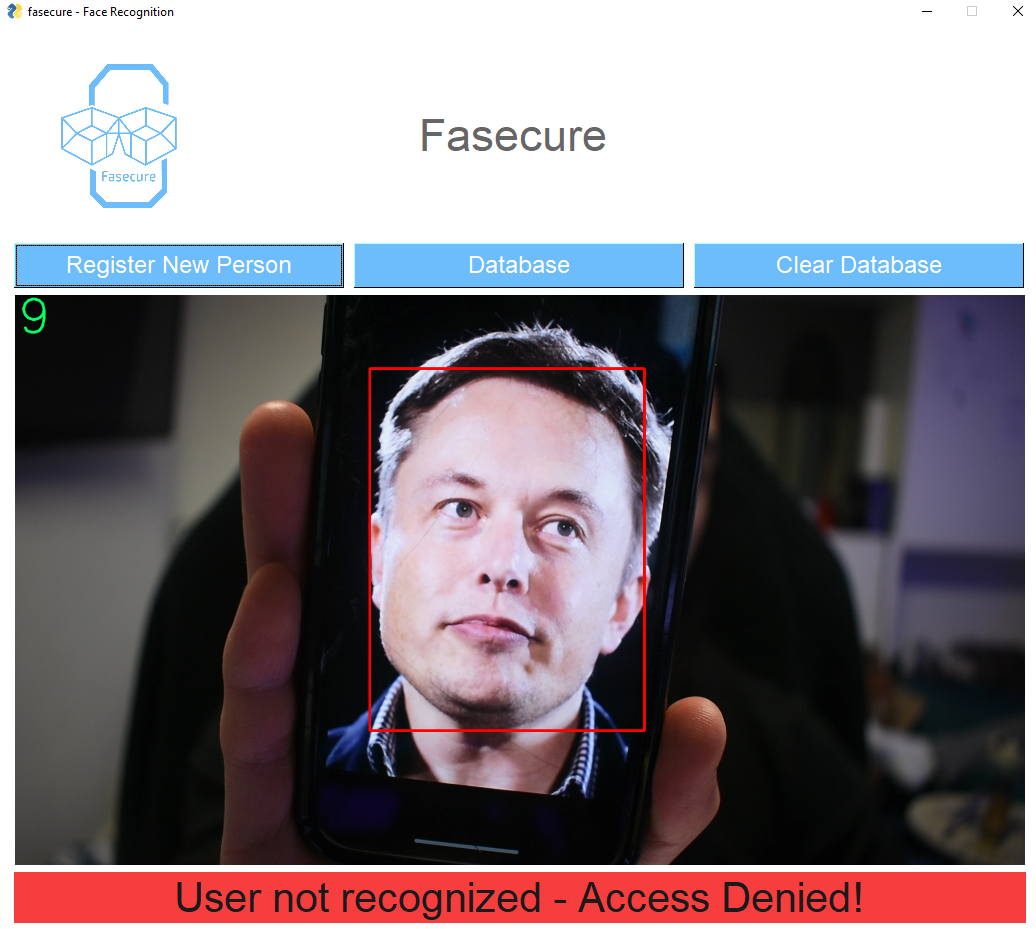 fasecure - Face Recognition
Fasecure
Fasecure
Register New Person
Database
Clear Database
9
User not recognized - Access Denied!